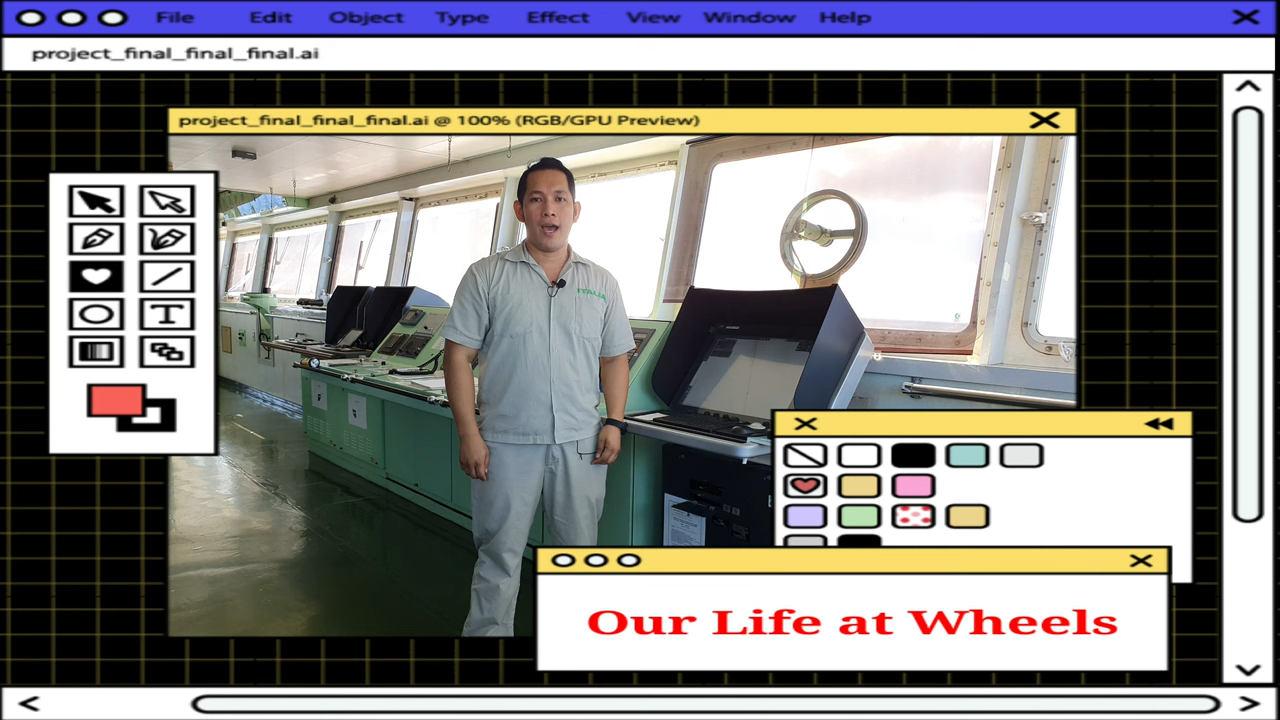 File Edit Object Type Effect View Window Help
project_final_final_final.ai
project_final_final_final.ai @ 100% (RGB/GPU Preview)
ITALIA
T
Our Life at Wheels